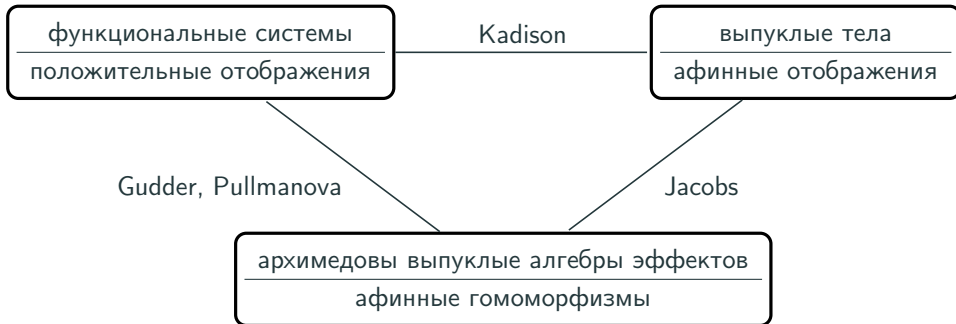 функциональные системы
положительные отображения
Kadison
выпуклые тела
афинные отображения
Gudder, Pullmanova
Jacobs
архимедовы выпуклые алгебры эффектов
афинные гомоморфизмы